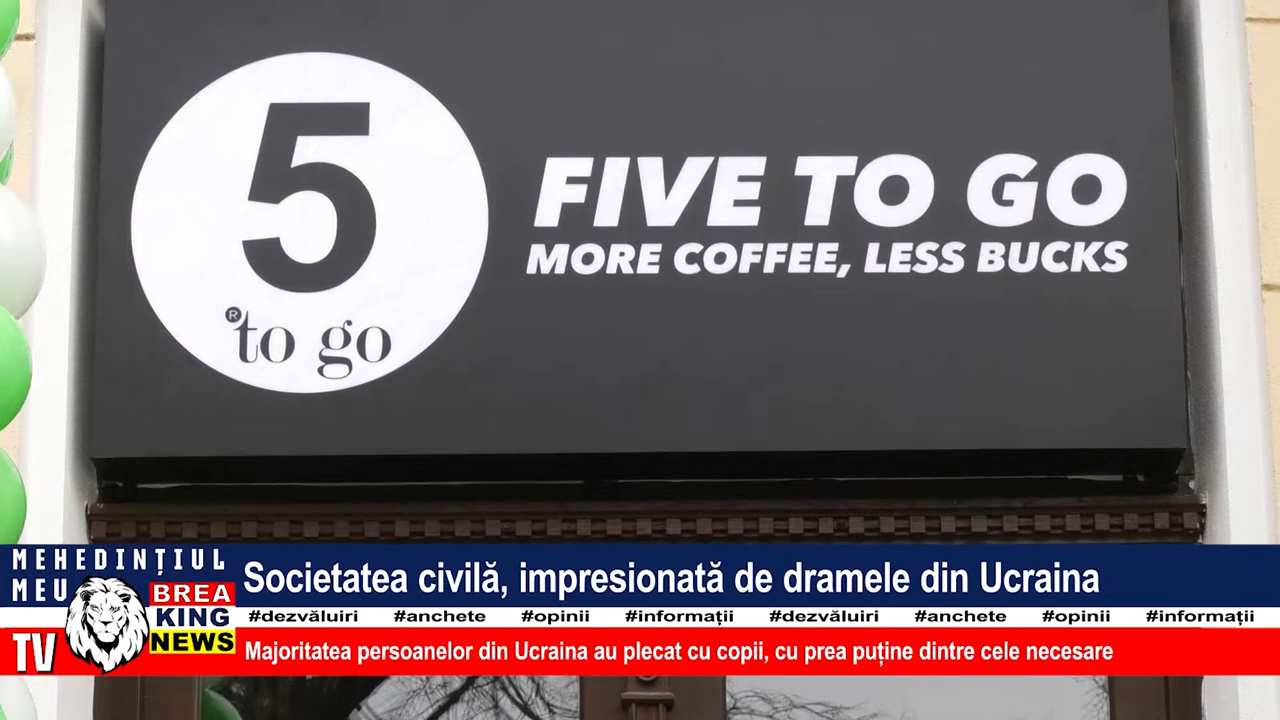 5
® to go
FIVE TO GO
MORE COFFEE, LESS BUCKS
MEHEDINȚIUL
MEU
TV
BREA
KING
NEWS
Societatea civilă, impresionată de dramele din Ucraina
#dezvăluiri #anchete #opinii #informații #dezvăluiri #anchete #opinii #informații
Majoritatea persoanelor din Ucraina au plecat cu copii, cu prea puține dintre cele necesare